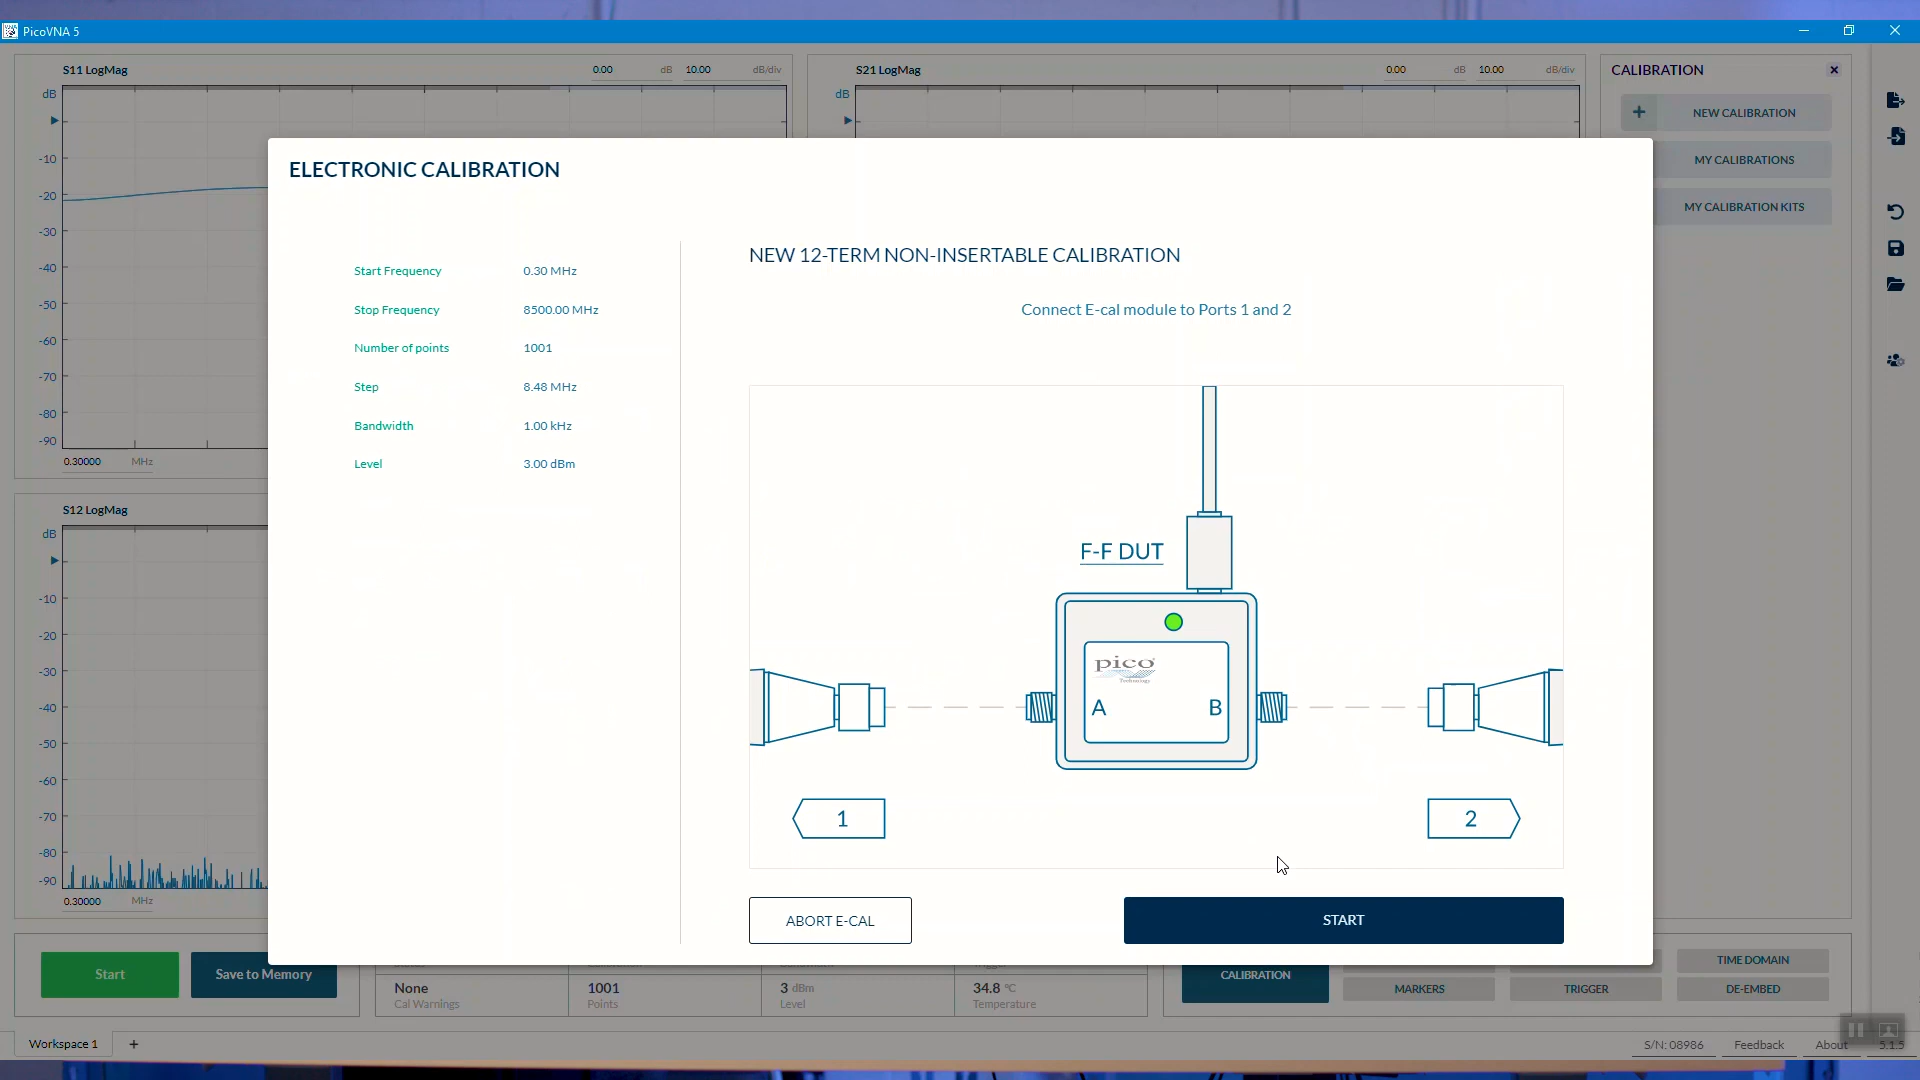 PicoVNA 5
S11 LogMag 0.00 dB 10.00 dB/div
S21 LogMag 0.00 dB 10.00 dB/div
CALIBRATION
dB
dB
NEW CALIBRATION
MY CALIBRATIONS
MY CALIBRATION KITS
-10
-20
-30
-40
-50
-60
-70
-80
-90
0.30000 MHz
ELECTRONIC CALIBRATION
Start Frequency 0.30 MHz
Stop Frequency 8500.00 MHz
Number of points 1001
Step 8.48 MHz
Bandwidth 1.00 kHz
Level 3.00 dBm
NEW 12-TERM NON-INSERTABLE CALIBRATION
Connect E-cal module to Ports 1 and 2
F-F DUT
pico
Technology
A B
1 2
ABORT E-CAL START
S12 LogMag
dB
-10
-20
-30
-40
-50
-60
-70
-80
-90
0.30000 MHz
Start Save to Memory
None
Cal Warnings
1001
Points
3 dBm
Level
34.8 °C
Temperature
CALIBRATION
MARKERS
TRIGGER
TIME DOMAIN
DE-EMBED
Workspace 1 +
S/N: 08986 Feedback About 5.1.5